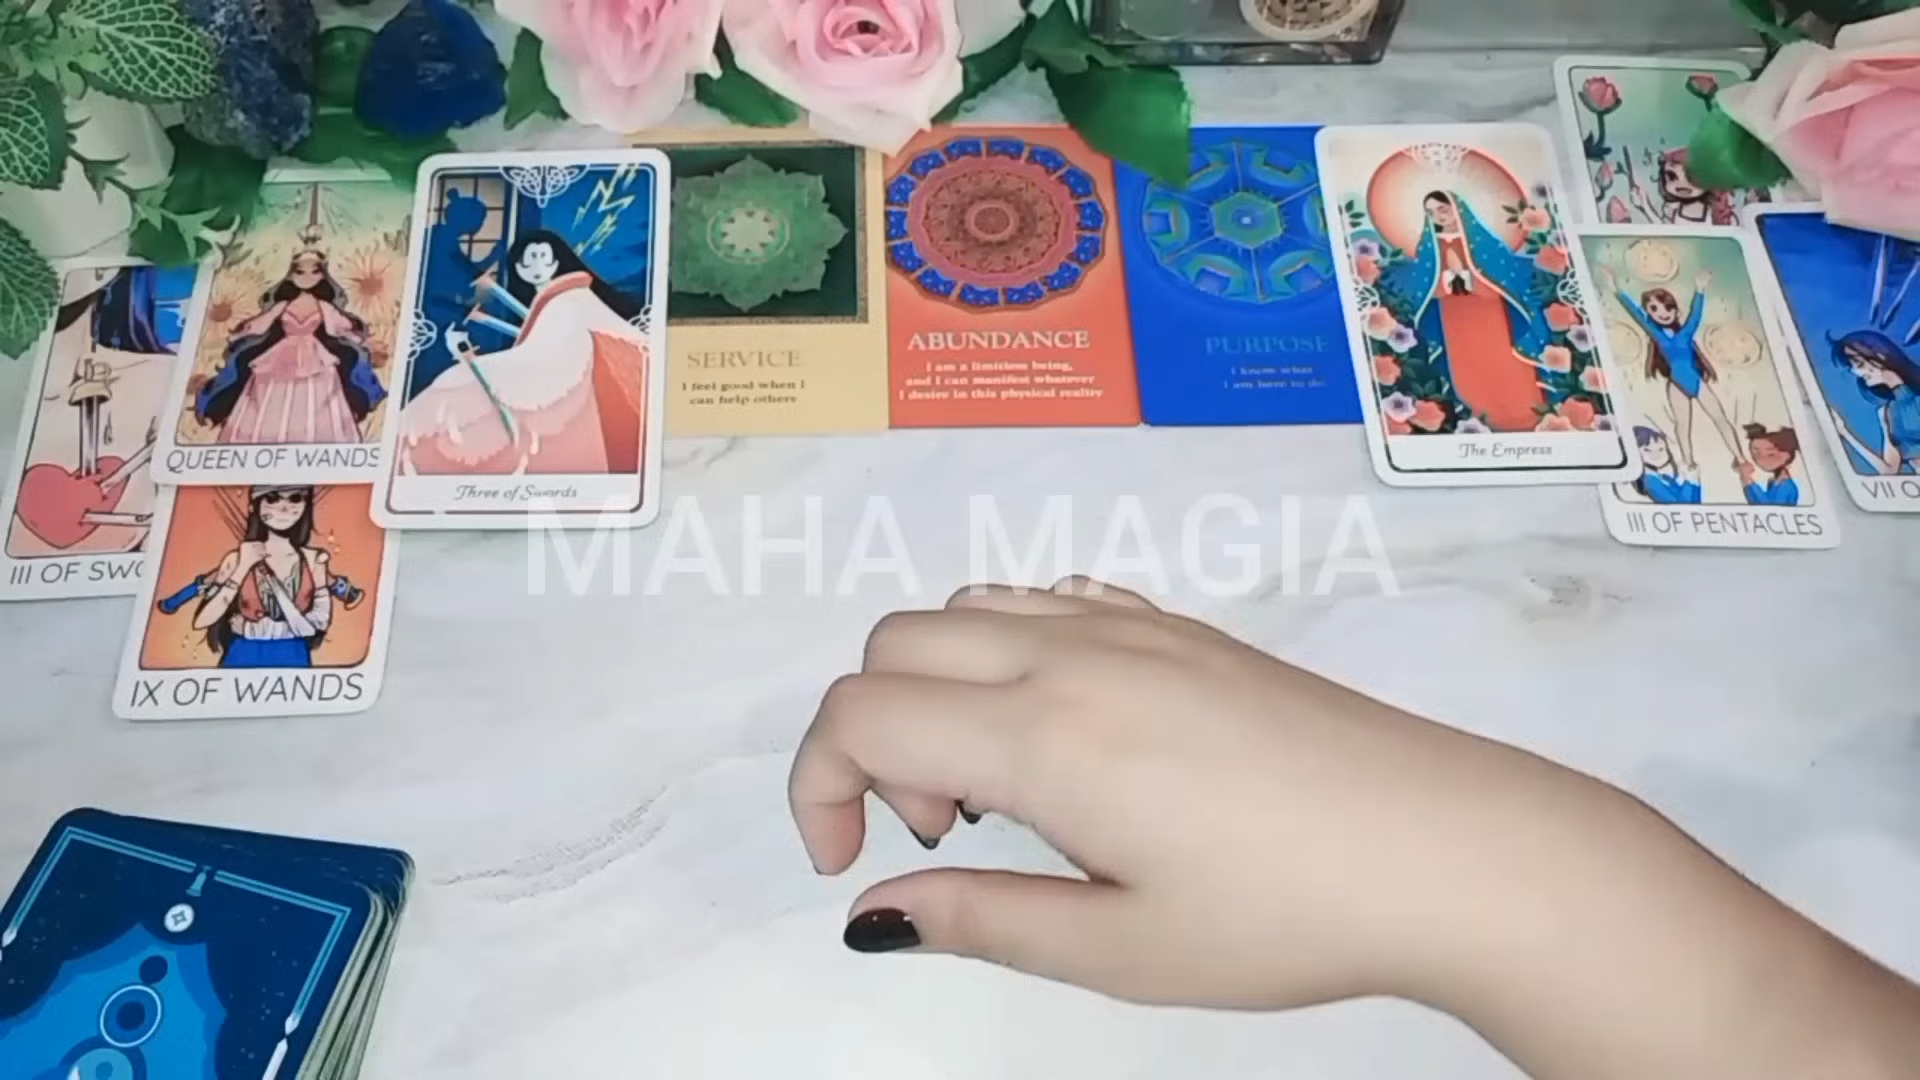 SERVICE
I feel good when I
can help others
ABUNDANCE
I am a limitless being,
and I can manifest whatever
I desire in this physical reality
PURPOSE
I know what
I am here to do
QUEEN OF WANDS
Three of Swords
The Empress
III OF PENTACLES
VII O
III OF SWO
IX OF WANDS
MAHA MAGIA